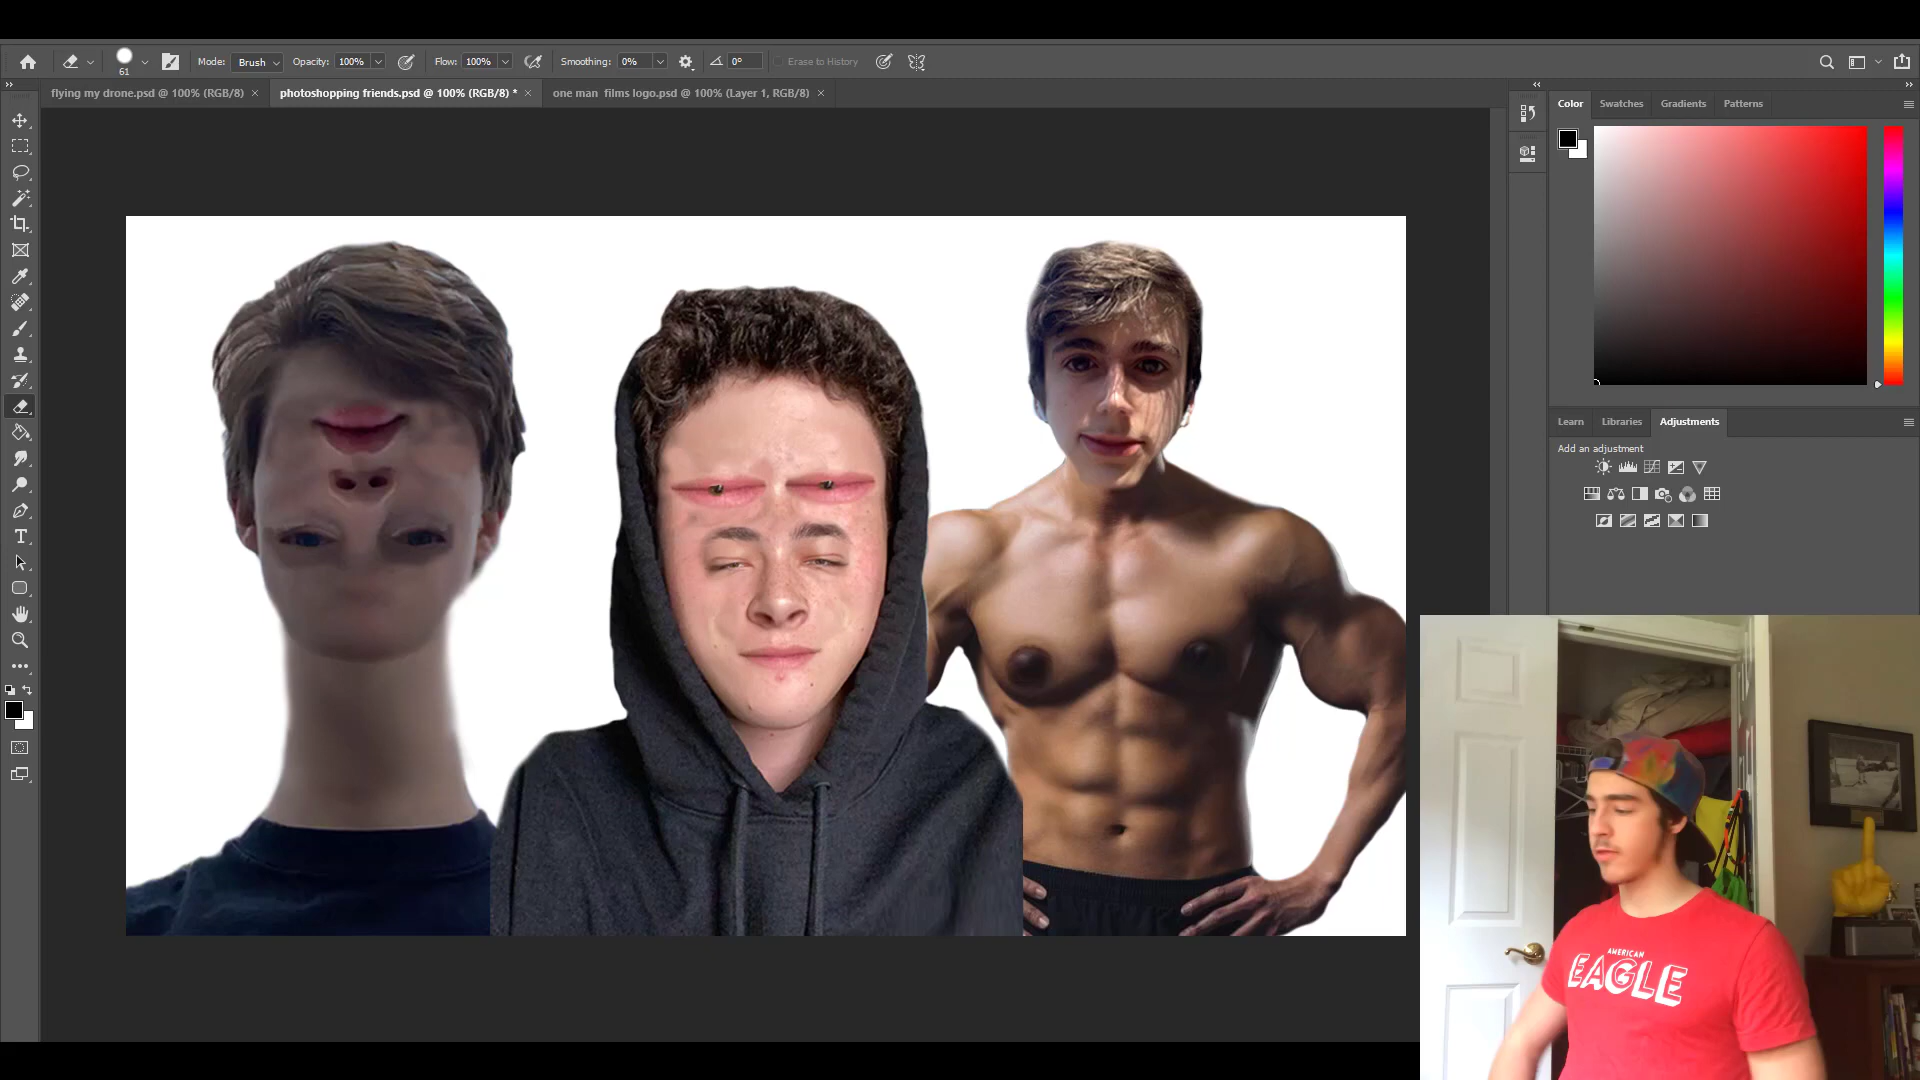 61
Mode: Brush Opacity: 100% Flow: 100% Smoothing: 0% 0° Erase to History
flying my drone.psd @ 100% (RGB/8) × photoshopping friends.psd @ 100% (RGB/8) * × one man films logo.psd @ 100% (Layer 1, RGB/8) ×
Color Swatches Gradients Patterns
Learn Libraries Adjustments
Add an adjustment
AMERICAN
EAGLE